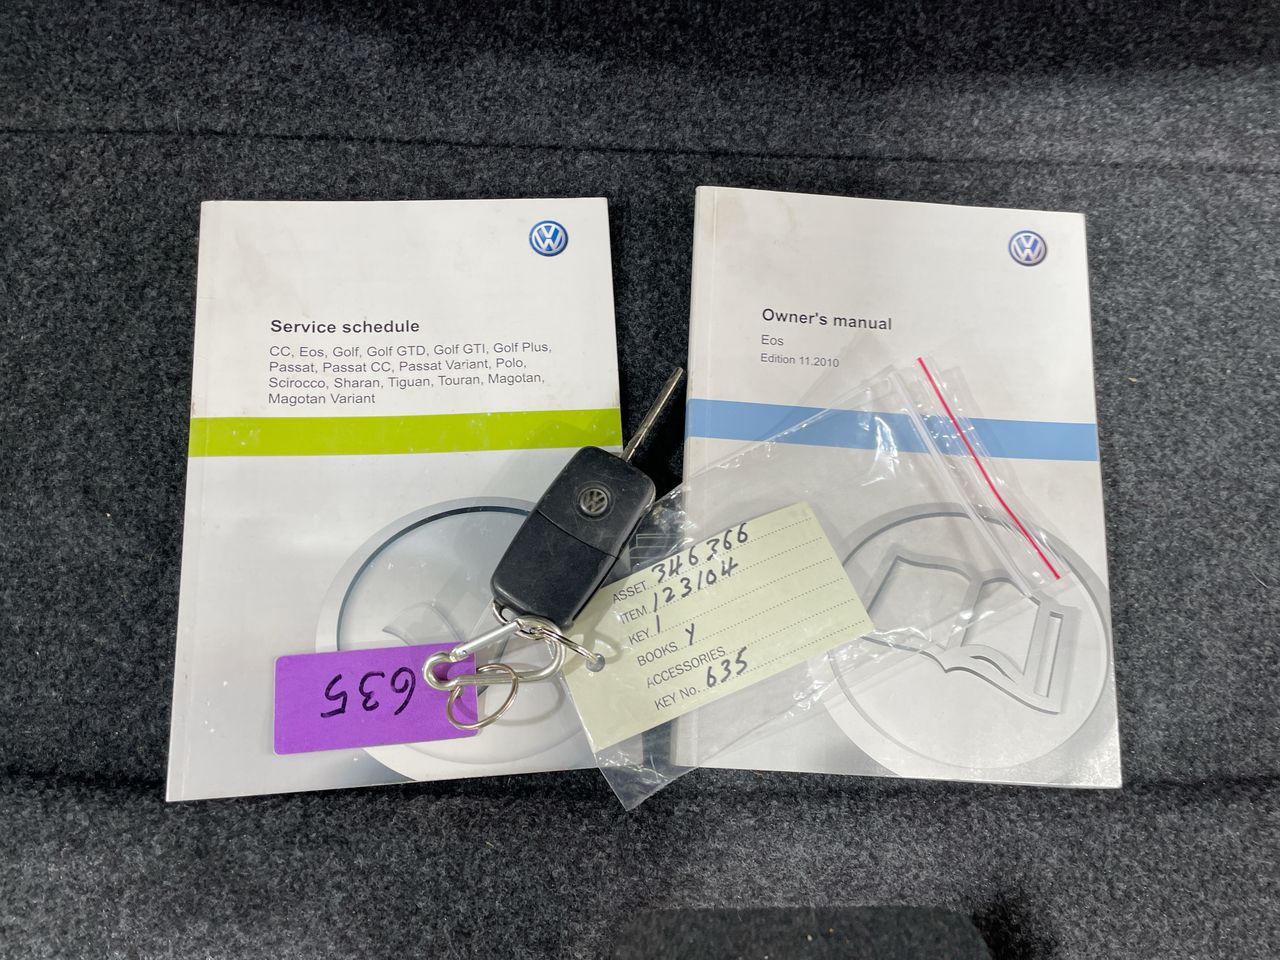 Service schedule
CC, Eos, Golf, Golf GTD, Golf GTI, Golf Plus,
Passat, Passat CC, Passat Variant, Polo,
Scirocco, Sharan, Tiguan, Touran, Magotan,
Magotan Variant
Owner's manual
Eos
Edition 11.2010
ASSET 346366
ITEM 123104
KEY 1
BOOKS Y
ACCESSORIES
KEY No. 635
635